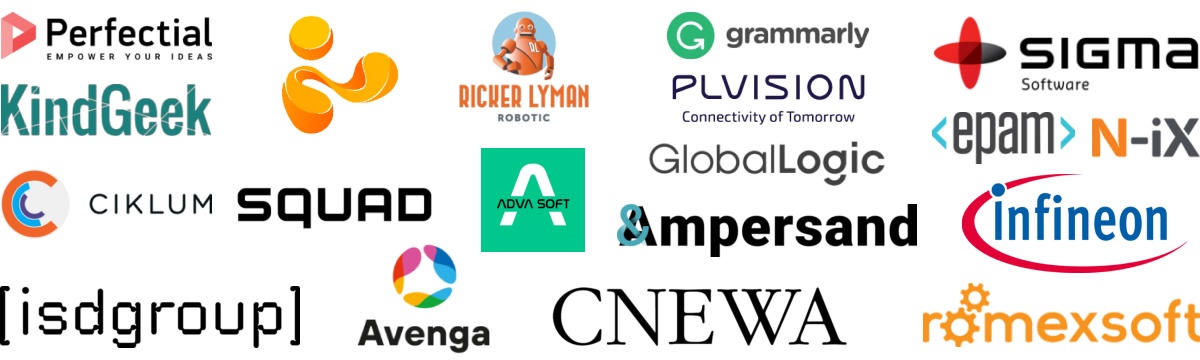 Perfectial
EMPOWER YOUR IDEAS
KindGeek
DL
RICKER LYMAN
ROBOTIC
grammarly
PLVISION
Connectivity of Tomorrow
SIGMA
Software
<epam>
N-iX
GlobalLogic
CIKLUM
SQUAD
ADVA SOFT
&Ampersand
infineon
[isdgroup]
Avenga
CNEWA
romexsoft